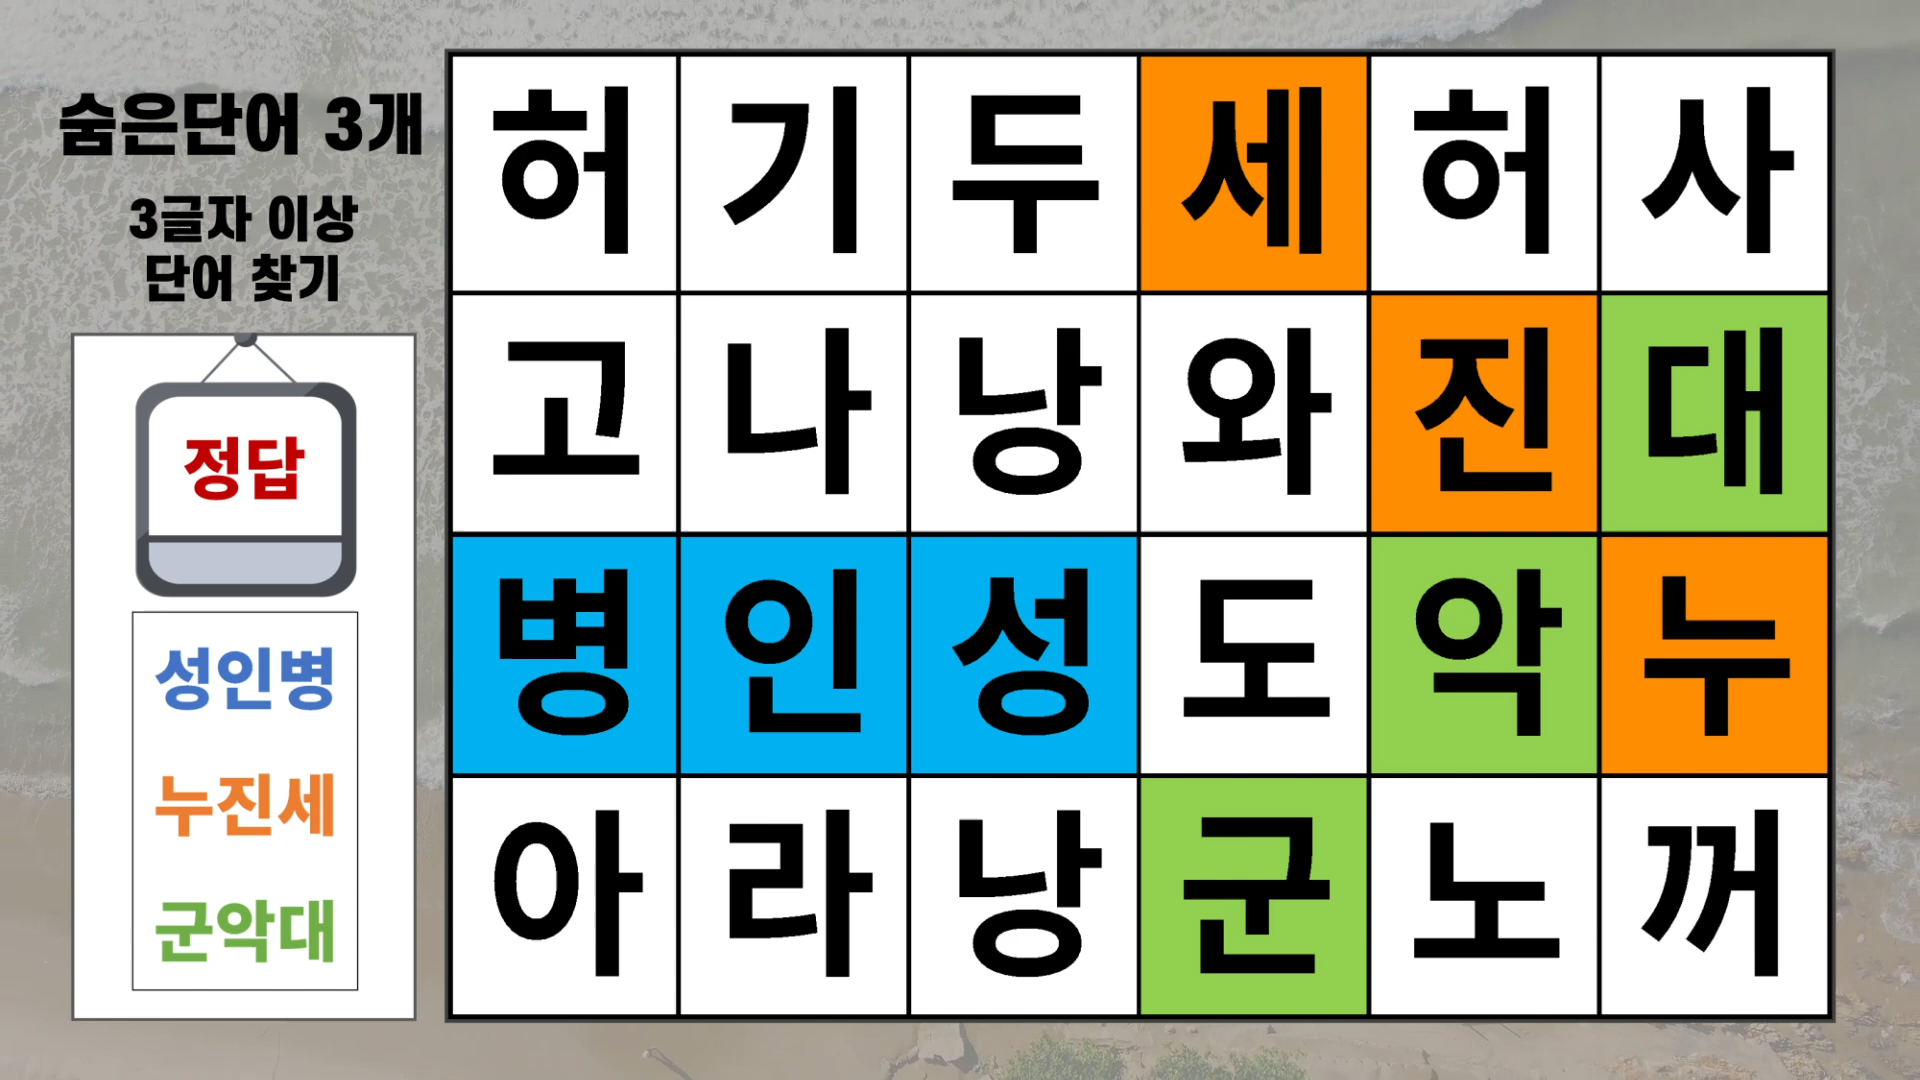 숨은단어 3개
3글자 이상
단어 찾기
정답
성인병
누진세
군악대
허 기 두 세 허 사
고 나 낭 와 진 대
병 인 성 도 악 누
아 라 낭 군 노 꺼